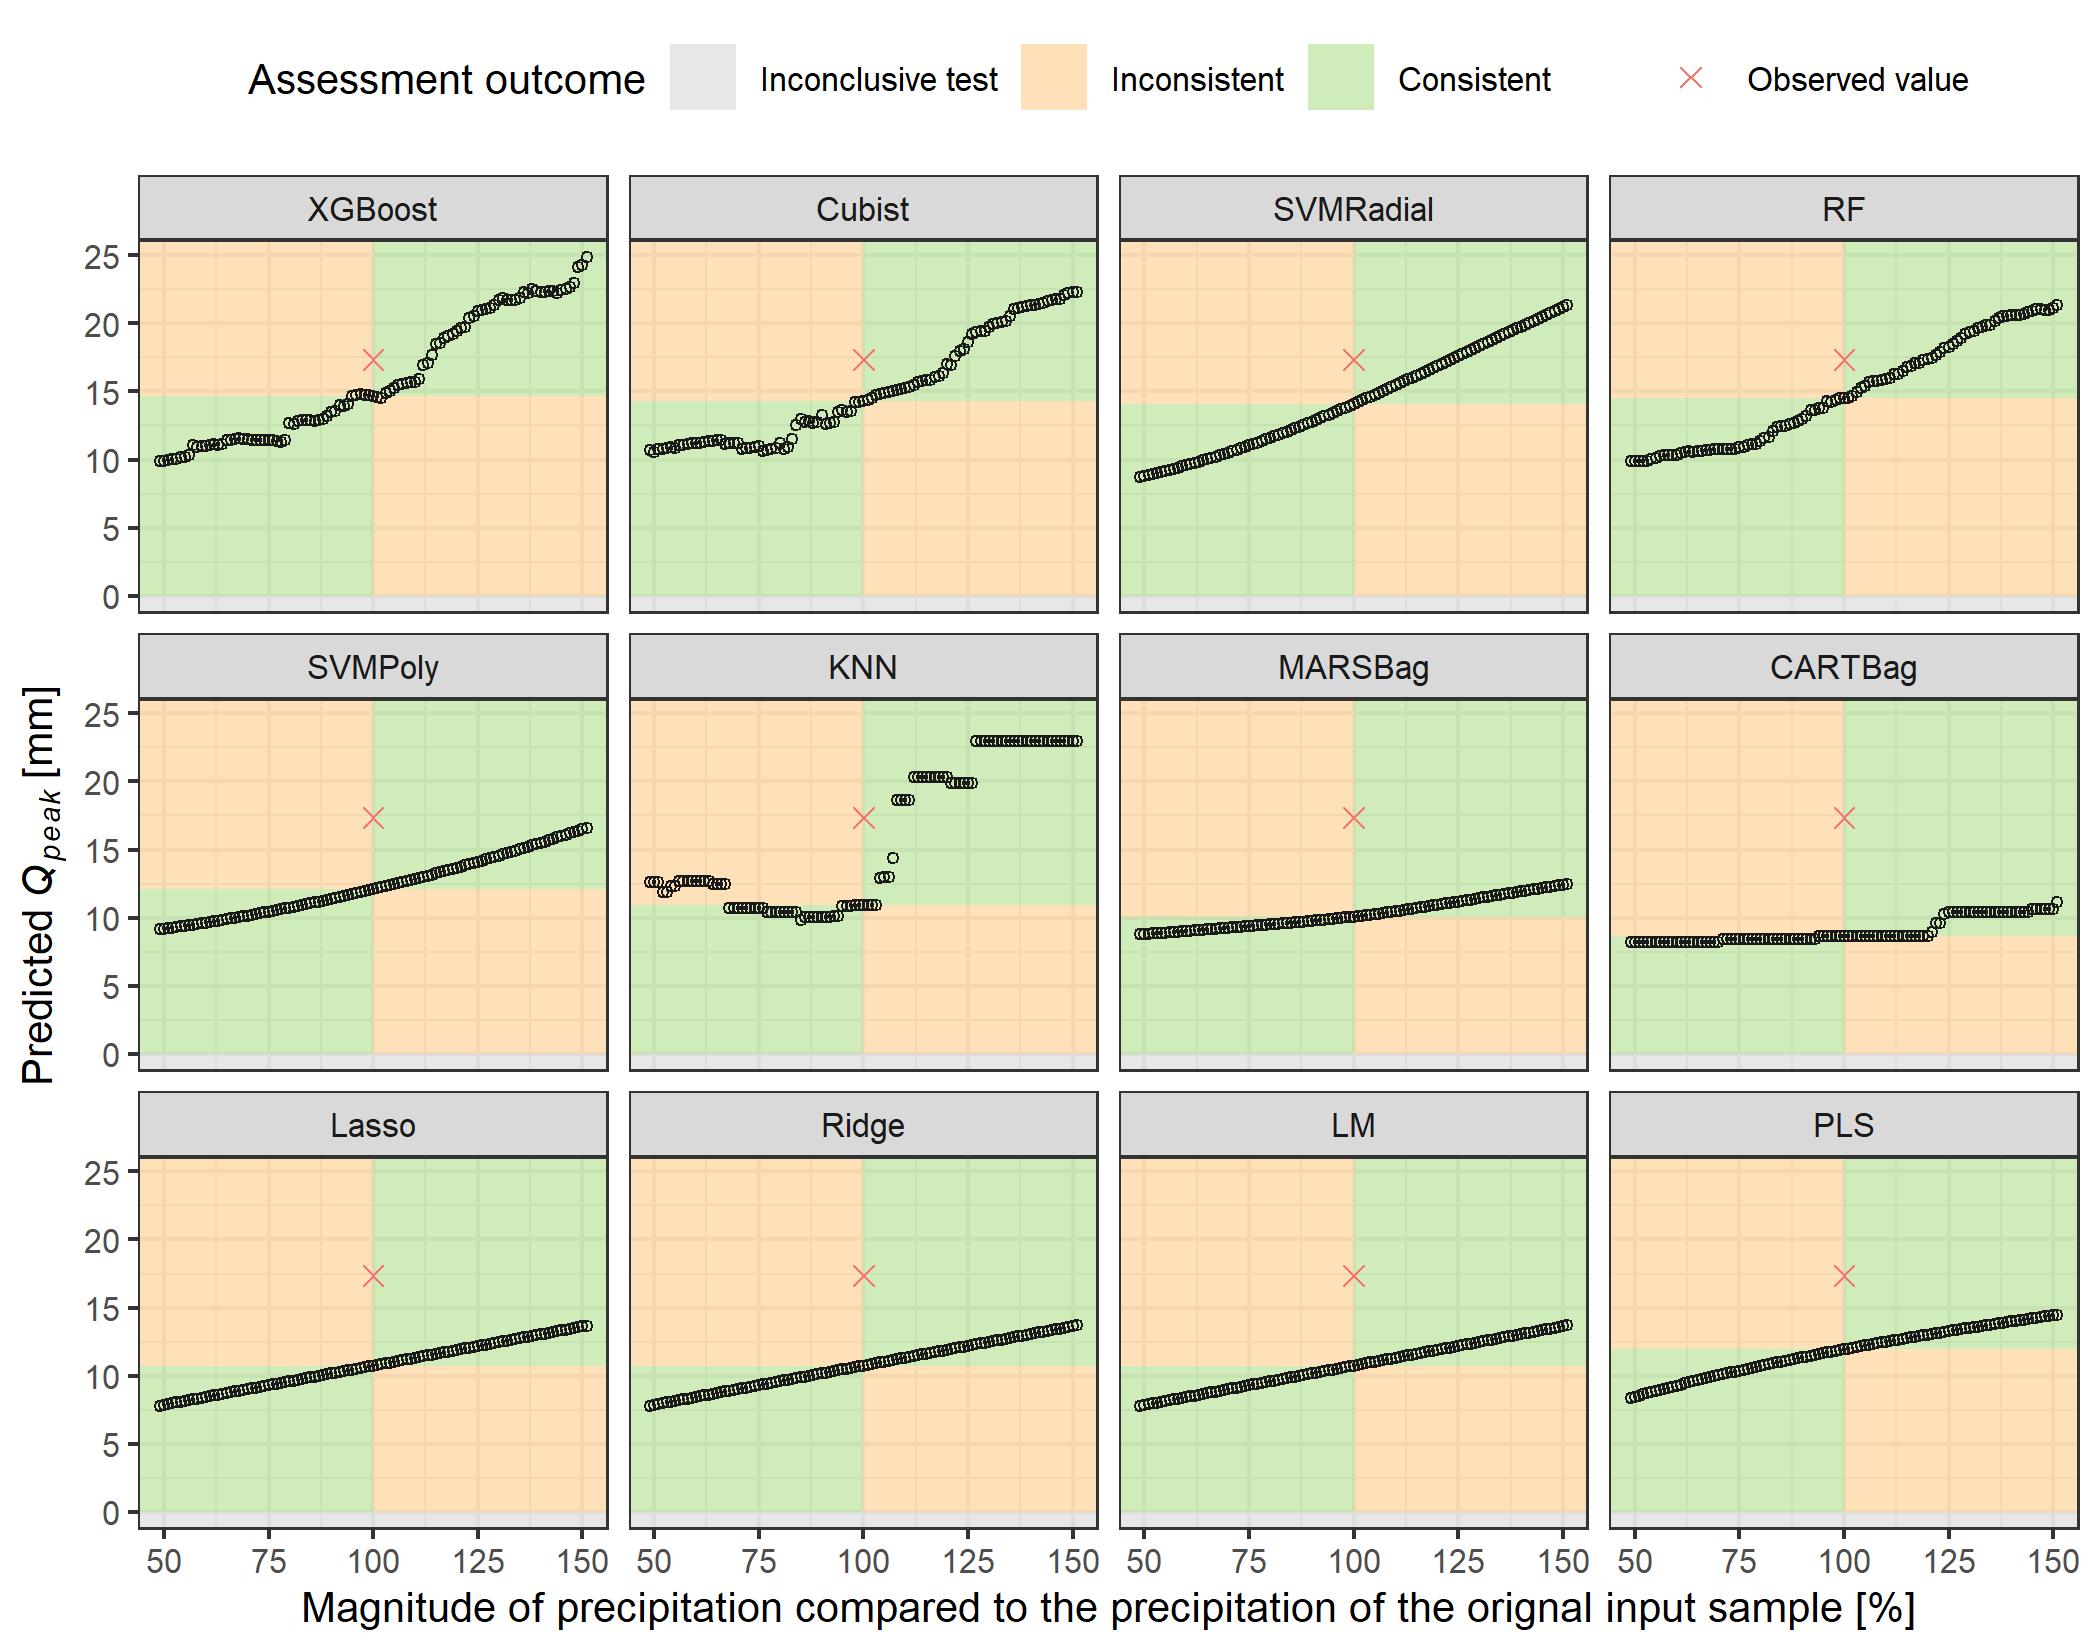 Assessment outcome Inconclusive test Inconsistent Consistent Observed value
XGBoost Cubist SVMRadial RF
25
20
15
10
5
0
SVMPoly KNN MARSBag CARTBag
25
20
15
10
5
0
Lasso Ridge LM PLS
25
20
15
10
5
0
Predicted Qpeak [mm]
50 75 100 125 150 50 75 100 125 150 50 75 100 125 150 50 75 100 125 150
Magnitude of precipitation compared to the precipitation of the orignal input sample [%]